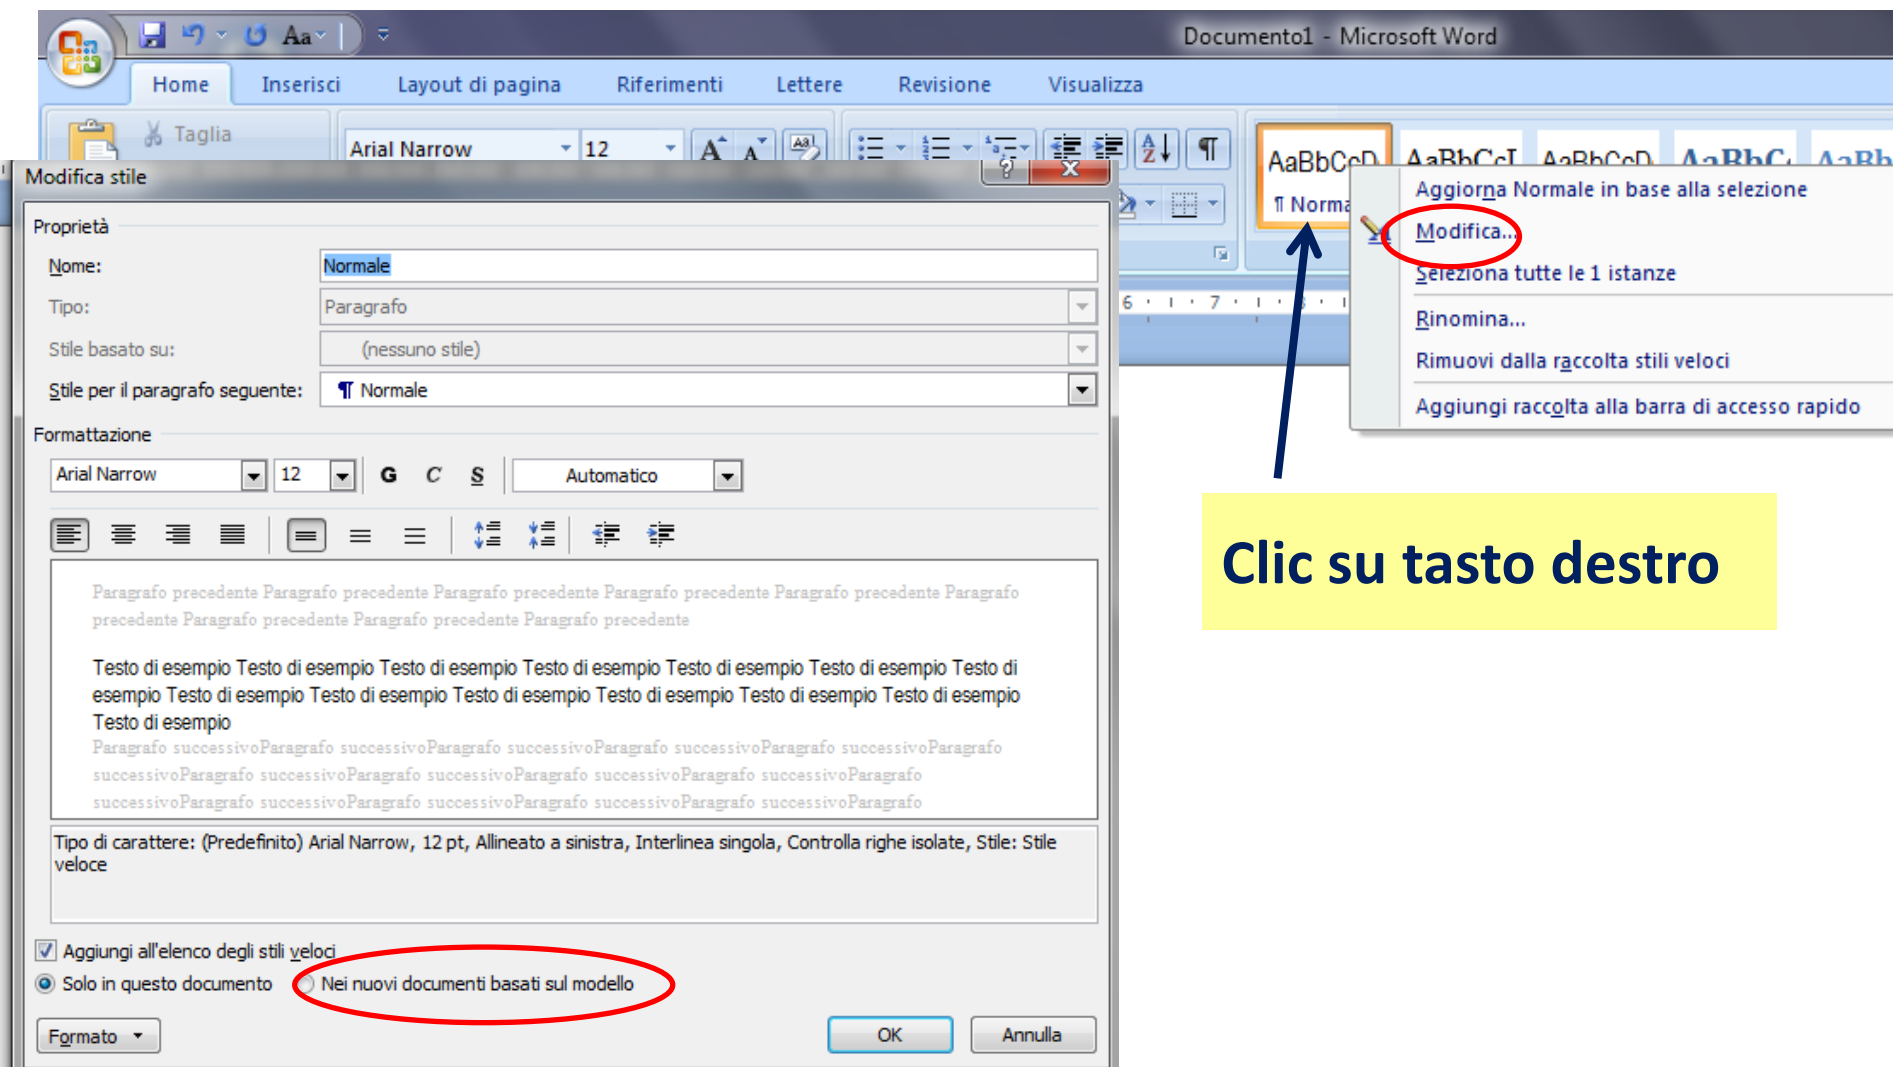 Documento1 - Microsoft Word
Home Inserisci Layout di pagina Riferimenti Lettere Revisione Visualizza
Taglia
Arial Narrow 12
AaBbCcD AaBbCcI AaBbCcD AaBbC AaBb
¶ Norma
Aggiorna Normale in base alla selezione
Modifica...
Seleziona tutte le 1 istanze
Rinomina...
Rimuovi dalla raccolta stili veloci
Aggiungi raccolta alla barra di accesso rapido
6 7 8
Clic su tasto destro
Modifica stile
Proprietà
Nome: Normale
Tipo: Paragrafo
Stile basato su: (nessuno stile)
Stile per il paragrafo seguente: ¶ Normale
Formattazione
Arial Narrow 12 G C S Automatico
Paragrafo precedente Paragrafo precedente Paragrafo precedente Paragrafo precedente Paragrafo precedente Paragrafo
precedente Paragrafo precedente Paragrafo precedente Paragrafo precedente
Testo di esempio Testo di esempio Testo di esempio Testo di esempio Testo di esempio Testo di esempio Testo di
esempio Testo di esempio Testo di esempio Testo di esempio Testo di esempio Testo di esempio Testo di esempio
Testo di esempio
Paragrafo successivoParagrafo successivoParagrafo successivoParagrafo successivoParagrafo successivoParagrafo
successivoParagrafo successivoParagrafo successivoParagrafo successivoParagrafo successivoParagrafo
successivoParagrafo successivoParagrafo successivoParagrafo successivoParagrafo successivoParagrafo
Tipo di carattere: (Predefinito) Arial Narrow, 12 pt, Allineato a sinistra, Interlinea singola, Controlla righe isolate, Stile: Stile
veloce
Aggiungi all'elenco degli stili veloci
Solo in questo documento Nei nuovi documenti basati sul modello
Formato OK Annulla